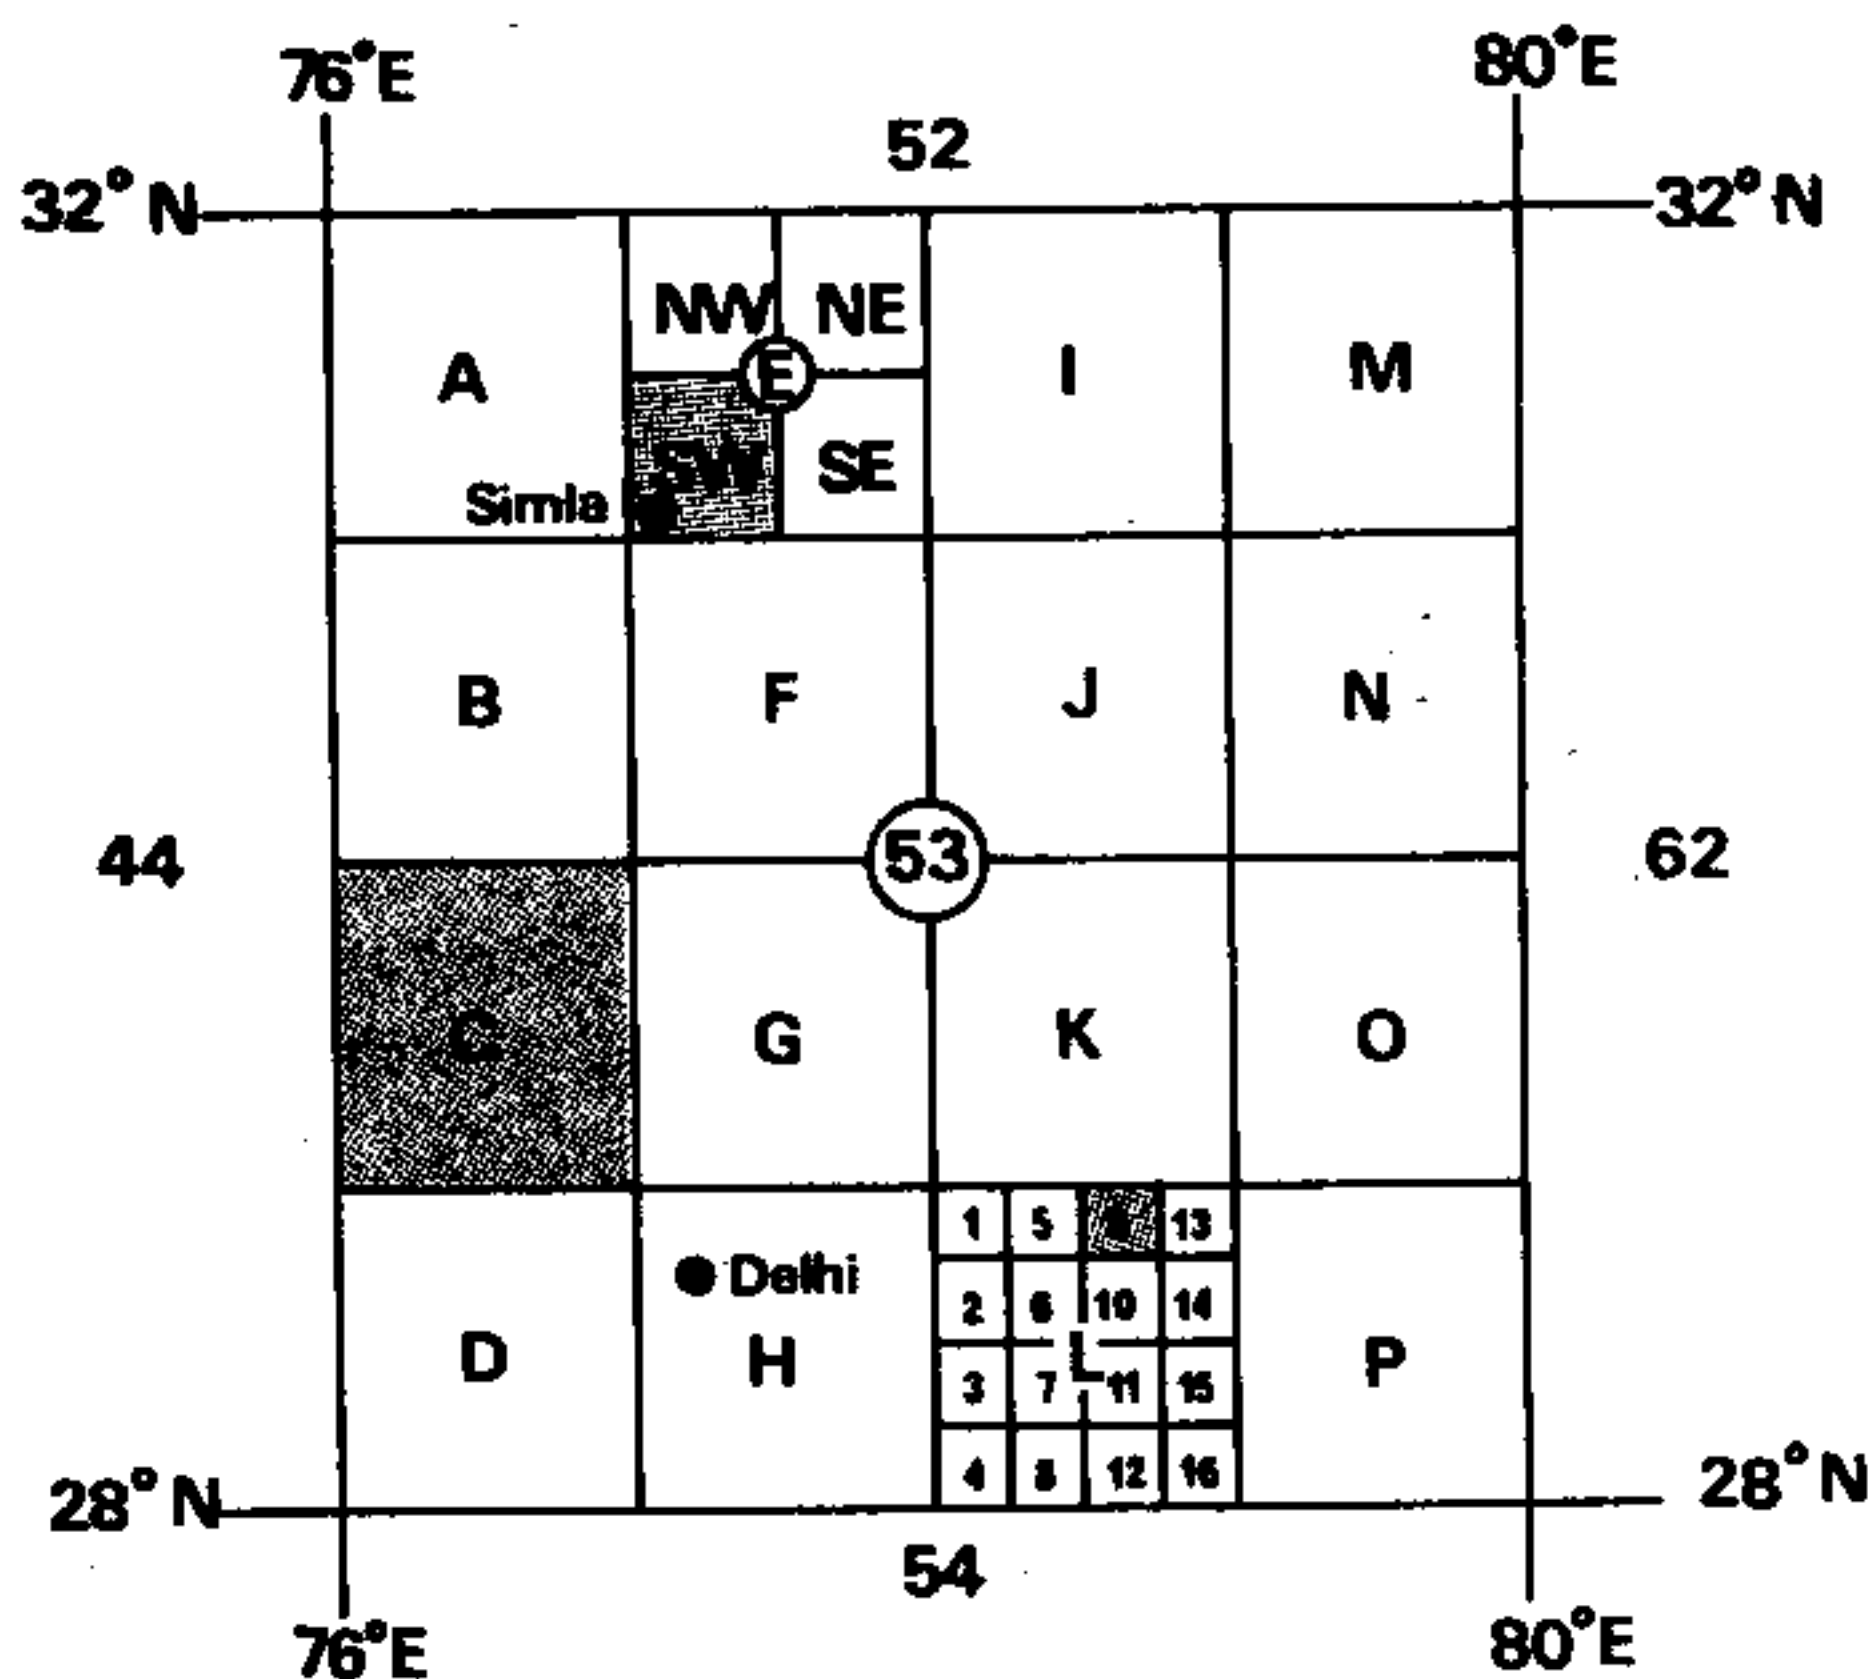 76°E 80°E
52
32° N 32° N
NW NE
A E I M
SW SE
Simla
B F J N
44 53 62
C G K O
1 5 13
Delhi
2 6 10 14
D H L P
3 7 11 15
4 8 12 16
28° N 28° N
54
76°E 80°E